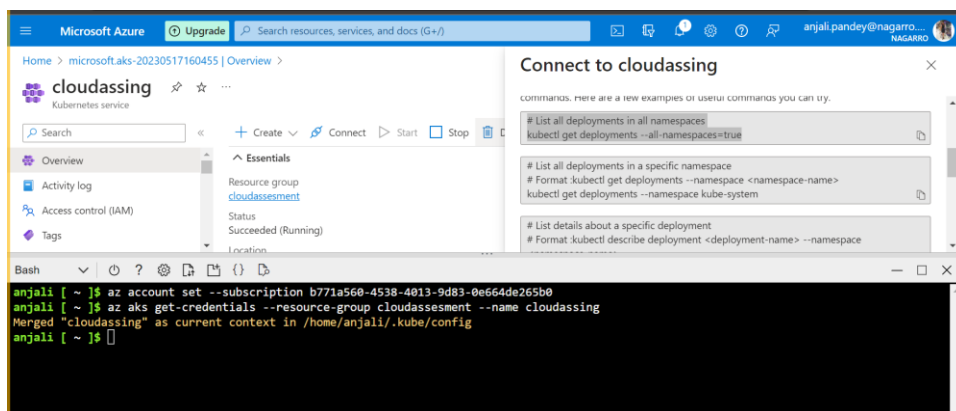 Microsoft Azure
Upgrade
Search resources, services, and docs (G+/)
1
anjali.pandey@nagarro....
NAGARRO
Home > microsoft.aks-20230517160455 | Overview >
cloudassing
Kubernetes service
Search
«
Create
Connect
Start
Stop
Overview
Activity log
Access control (IAM)
Tags
Essentials
Resource group
cloudassesment
Status
Succeeded (Running)
Location
Connect to cloudassing
commands. Here are a few examples of useful commands you can try.
# List all deployments in all namespaces
kubectl get deployments --all-namespaces=true
# List all deployments in a specific namespace
# Format :kubectl get deployments --namespace <namespace-name>
kubectl get deployments --namespace kube-system
# List details about a specific deployment
# Format :kubectl describe deployment <deployment-name> --namespace
Bash
anjali [ ~ ]$ az account set --subscription b771a560-4538-4013-9d83-0e664de265b0
anjali [ ~ ]$ az aks get-credentials --resource-group cloudassesment --name cloudassing
Merged "cloudassing" as current context in /home/anjali/.kube/config
anjali [ ~ ]$